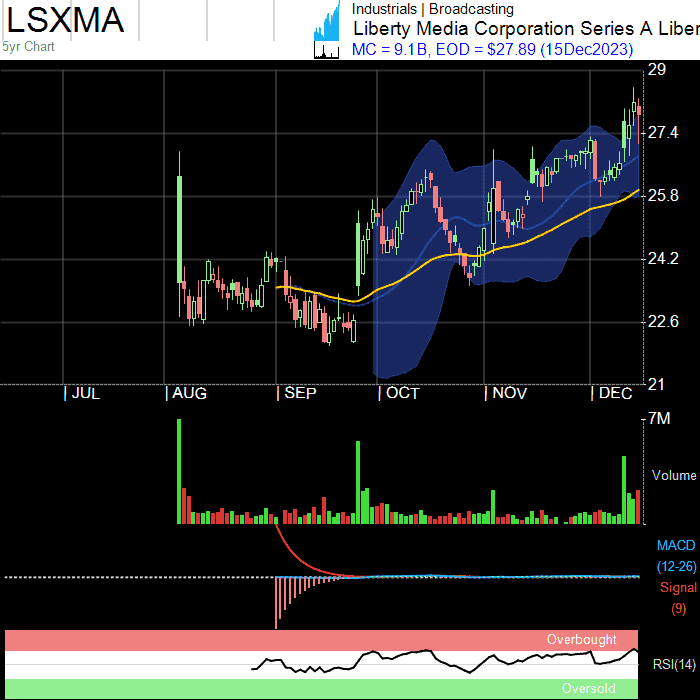 LSXMA
5yr Chart
Industrials | Broadcasting
Liberty Media Corporation Series A Liber
MC = 9.1B, EOD = $27.89 (15Dec2023)
29
27.4
25.8
24.2
22.6
21
| JUL | AUG | SEP | OCT | NOV | DEC
7M
Volume
MACD
(12-26)
Signal
(9)
Overbought
RSI(14)
Oversold